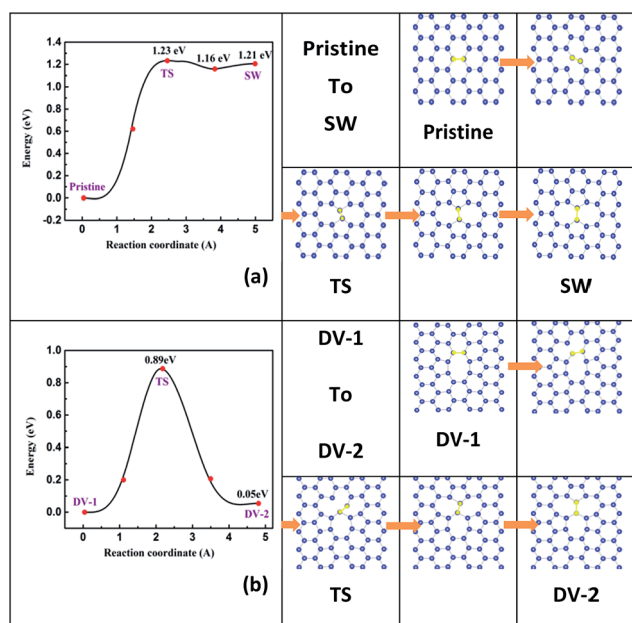 1.4
1.2
1.0
0.8
0.6
0.4
0.2
0.0
-0.2
Energy (eV)
1.23 eV
TS
1.16 eV
1.21 eV
SW
Pristine
0 1 2 3 4 5
Reaction coordinate (A)
(a)
Pristine
To
SW
Pristine
TS
SW
1.0
0.8
0.6
0.4
0.2
0.0
Energy (eV)
0.89eV
TS
DV-1
0.05eV
DV-2
0 1 2 3 4 5
Reaction coordinate (A)
(b)
DV-1
To
DV-2
DV-1
TS
DV-2